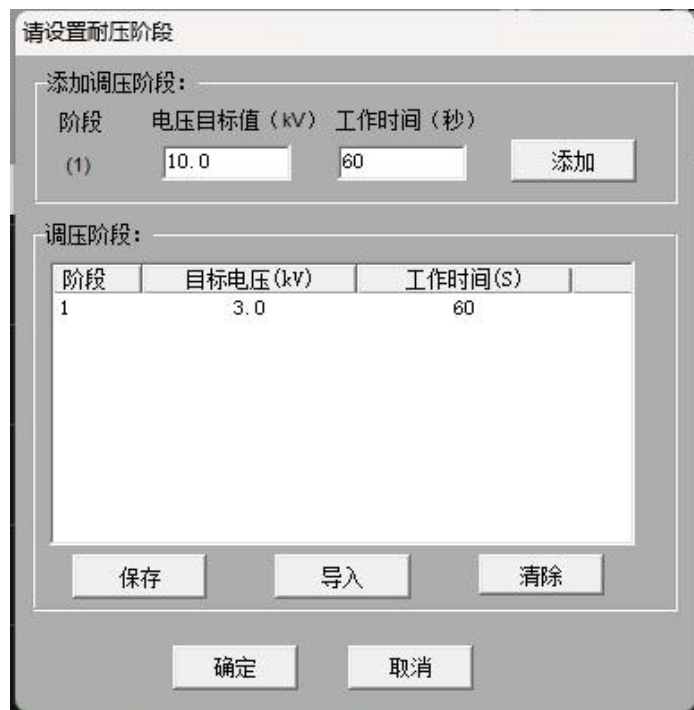 请设置耐压阶段
添加调压阶段:
阶段 电压目标值(kV) 工作时间(秒)
(1) 10.0 60 添加
调压阶段:
阶段 目标电压(kV) 工作时间(S)
1 3.0 60
保存 导入 清除
确定 取消